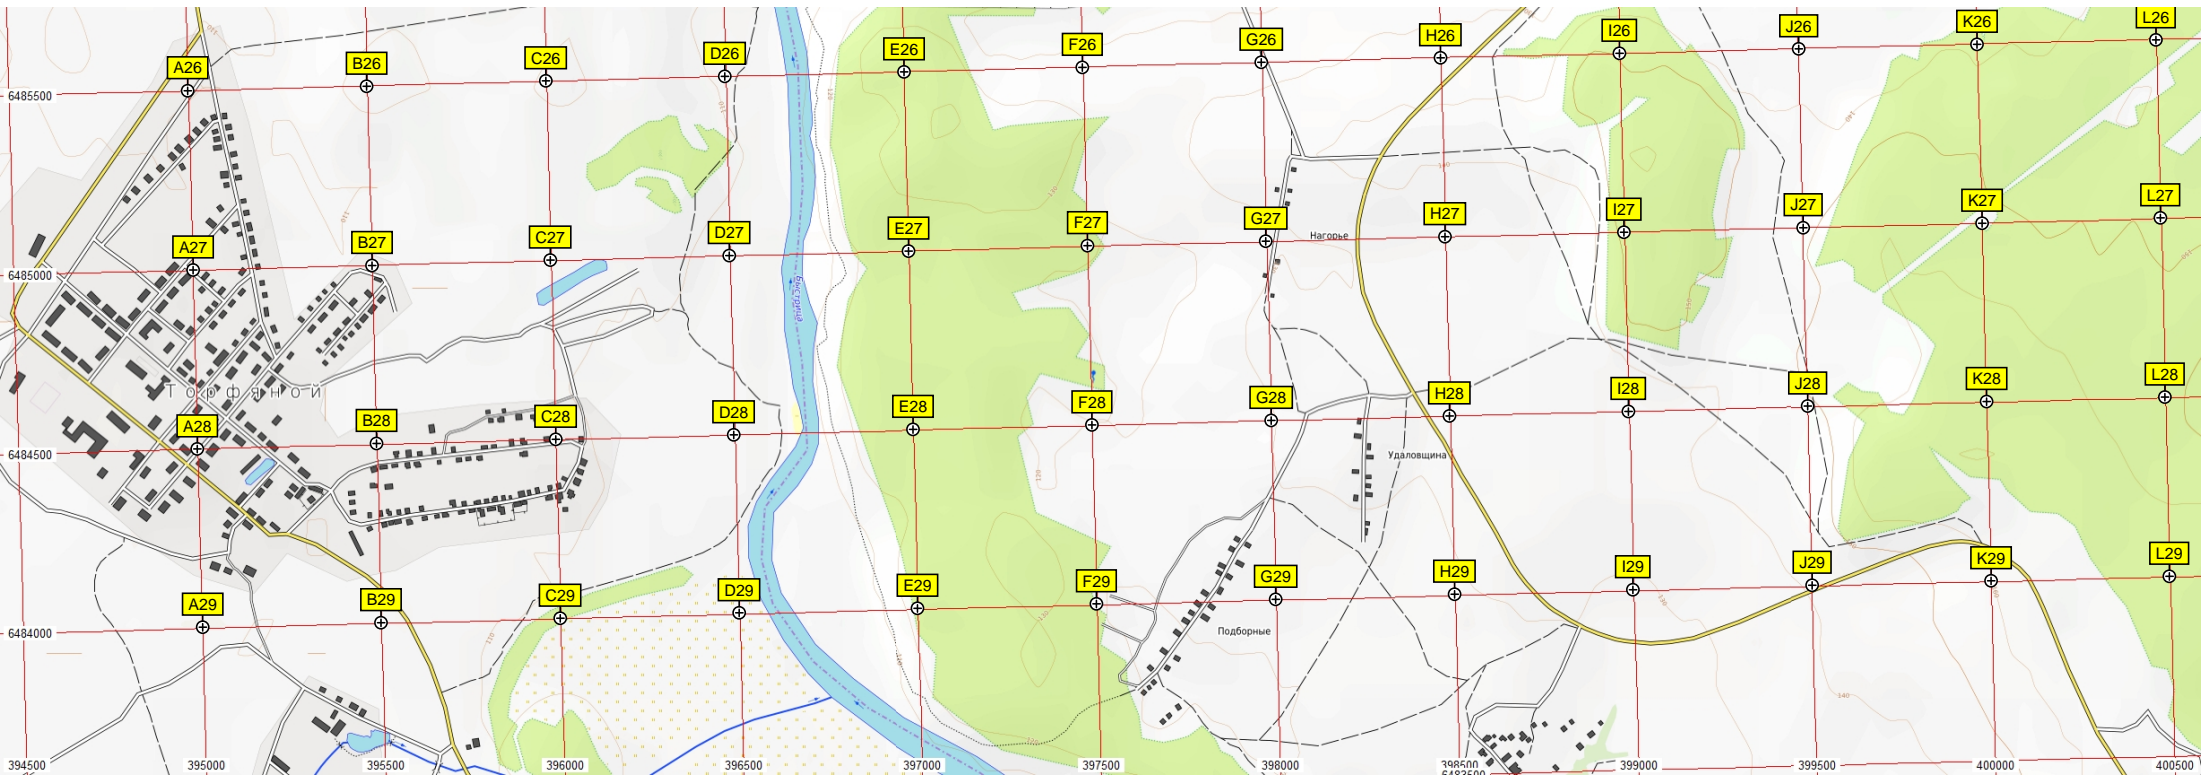 A26 B26 C26 D26 E26 F26 G26 H26 I26 J26 K26 L26
6485500
A27 B27 C27 D27 E27 F27 G27 H27 I27 J27 K27 L27
Нагорье
6485000
Быстрица
Торфяной
A28 B28 C28 D28 E28 F28 G28 H28 I28 J28 K28 L28
6484500
Удаловщина
A29 B29 C29 D29 E29 F29 G29 H29 I29 J29 K29 L29
6484000
Подборные
394500 395000 395500 396000 396500 397000 397500 398000 398500 399000 399500 400000 400500